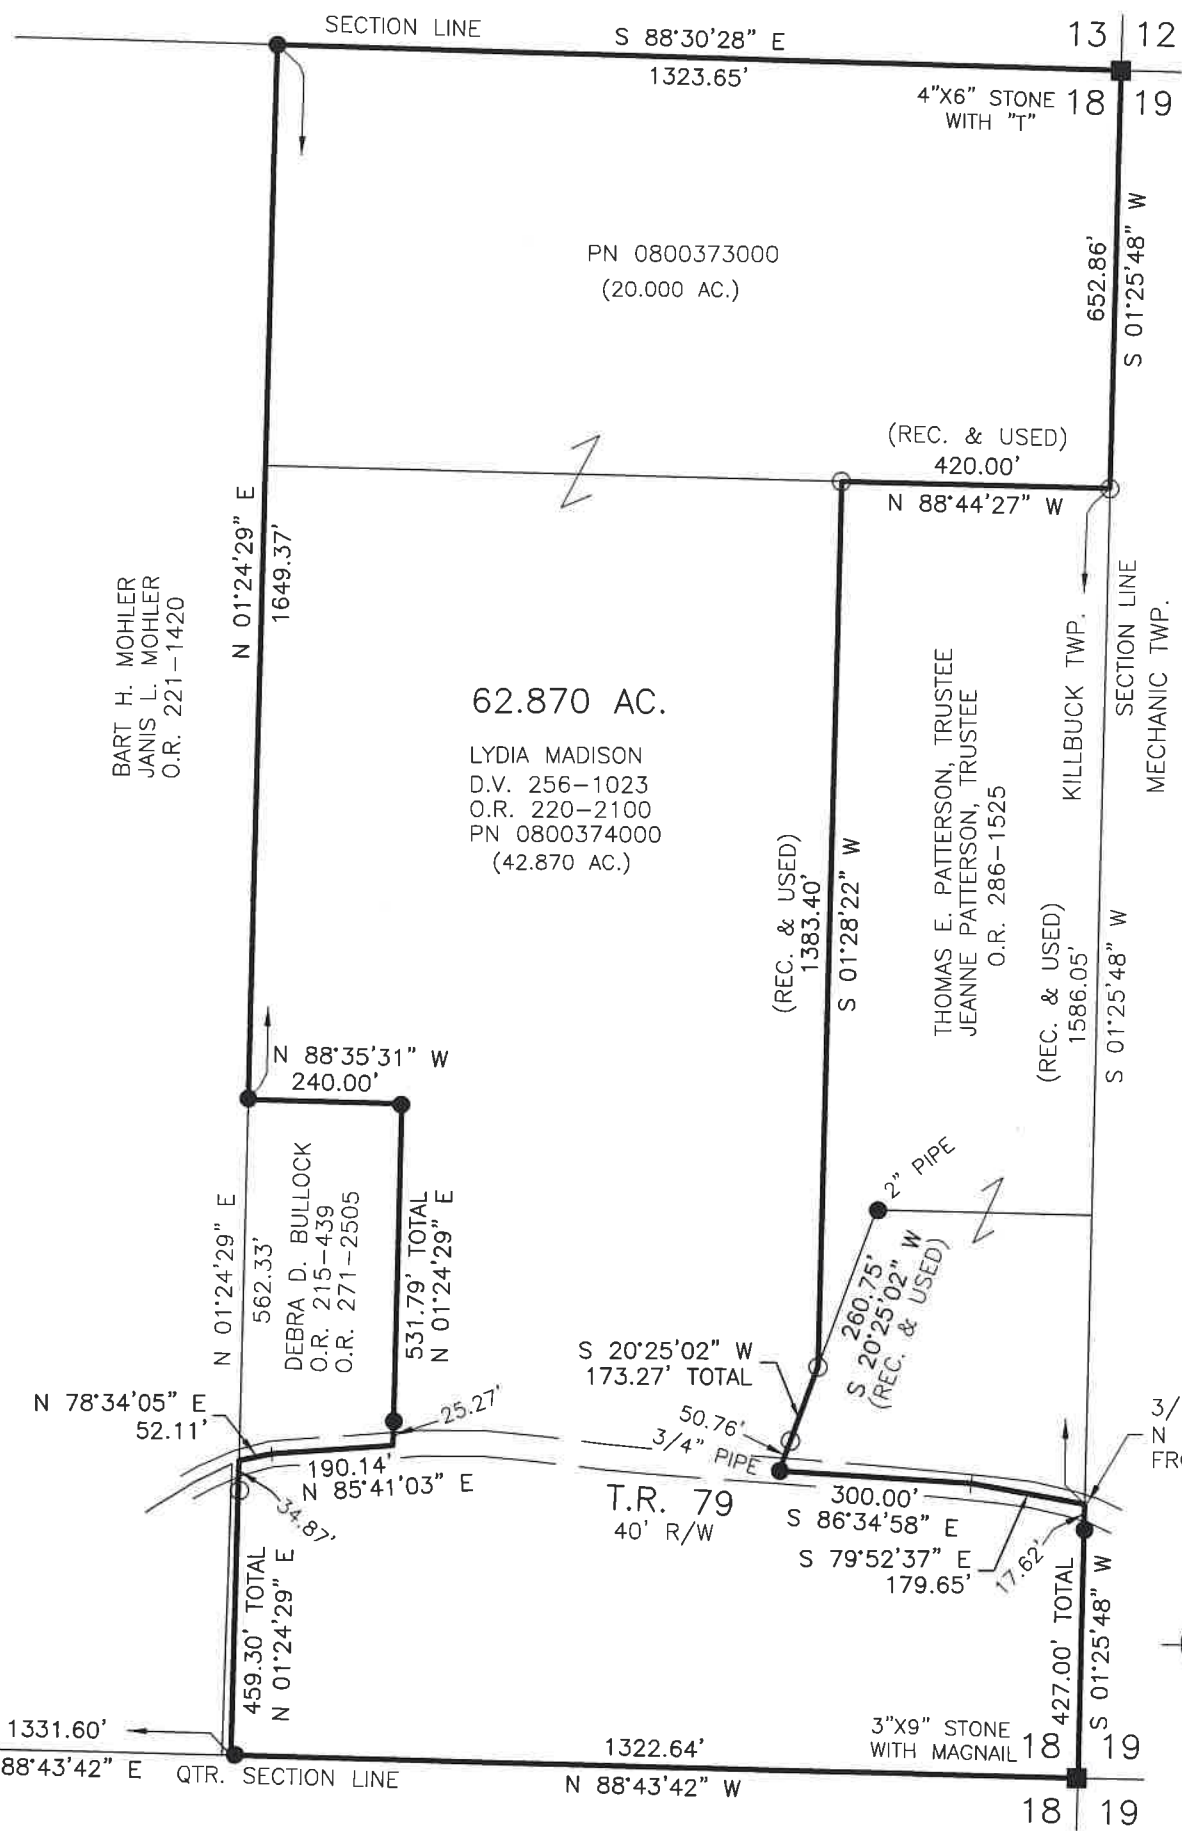 SECTION LINE
S 88°30'28" E
1323.65'
13 12
18 19
4"X6" STONE
WITH "T"
652.86'
S 01°25'48" W
PN 0800373000
(20.000 AC.)
(REC. & USED)
420.00'
N 88°44'27" W
N 01°24'29" E
1649.37'
BART H. MOHLER
JANIS L. MOHLER
O.R. 221-1420
62.870 AC.
LYDIA MADISON
D.V. 256-1023
O.R. 220-2100
PN 0800374000
(42.870 AC.)
(REC. & USED)
1383.40'
S 01°28'22" W
THOMAS E. PATTERSON, TRUSTEE
JEANNE PATTERSON, TRUSTEE
O.R. 286-1525
KILLBUCK TWP.
SECTION LINE
MECHANIC TWP.
(REC. & USED)
1586.05'
S 01°25'48" W
N 88°35'31" W
240.00'
N 01°24'29" E
562.33'
DEBRA D. BULLOCK
O.R. 215-439
O.R. 271-2505
531.79' TOTAL
N 01°24'29" E
2" PIPE
260.75'
S 20°25'02" W
(REC. & USED)
S 20°25'02" W
173.27' TOTAL
N 78°34'05" E
52.11'
25.27'
50.76'
3/4" PIPE
3/
N
FRO
190.14'
N 85°41'03" E
34.87'
T.R. 79
40' R/W
300.00'
S 86°34'58" E
S 79°52'37" E
179.65'
17.62'
459.30' TOTAL
N 01°24'29" E
427.00' TOTAL
S 01°25'48" W
1331.60'
88°43'42" E
QTR. SECTION LINE
1322.64'
N 88°43'42" W
3"X9" STONE
WITH MAGNAIL
18 19
18 19